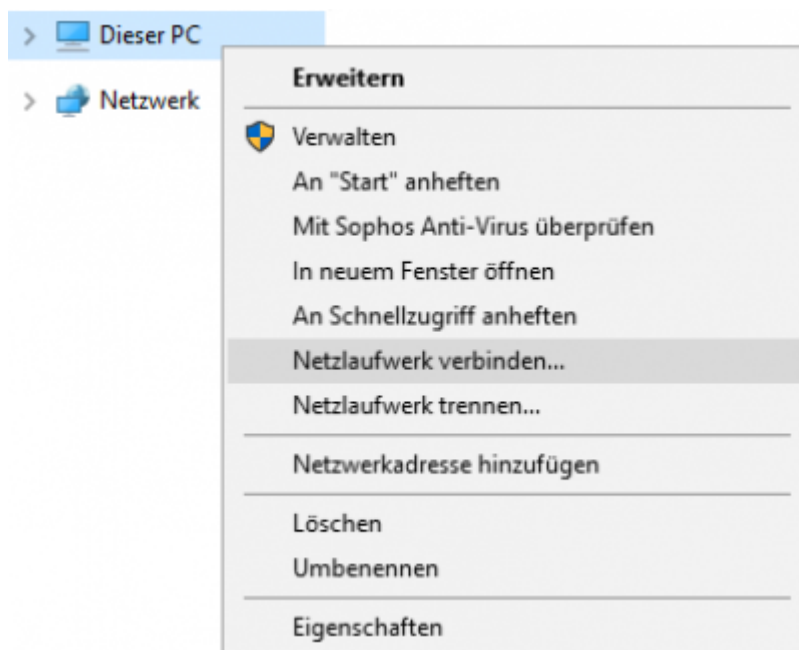 Dieser PC
Netzwerk
Erweitern
Verwalten
An "Start" anheften
Mit Sophos Anti-Virus überprüfen
In neuem Fenster öffnen
An Schnellzugriff anheften
Netzlaufwerk verbinden...
Netzlaufwerk trennen...
Netzwerkadresse hinzufügen
Löschen
Umbenennen
Eigenschaften